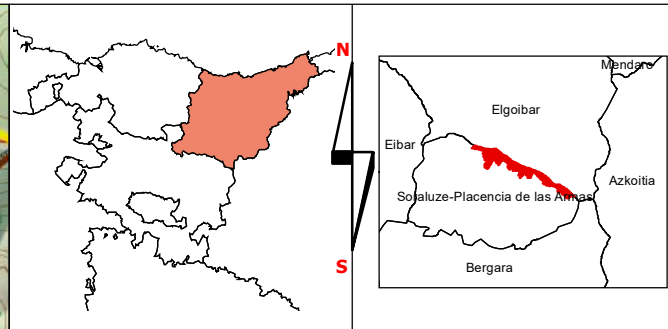 N
S
Mendaro
Elgoibar
Eibar
Azkoitia
Soraluze-Placencia de las Armas
Bergara